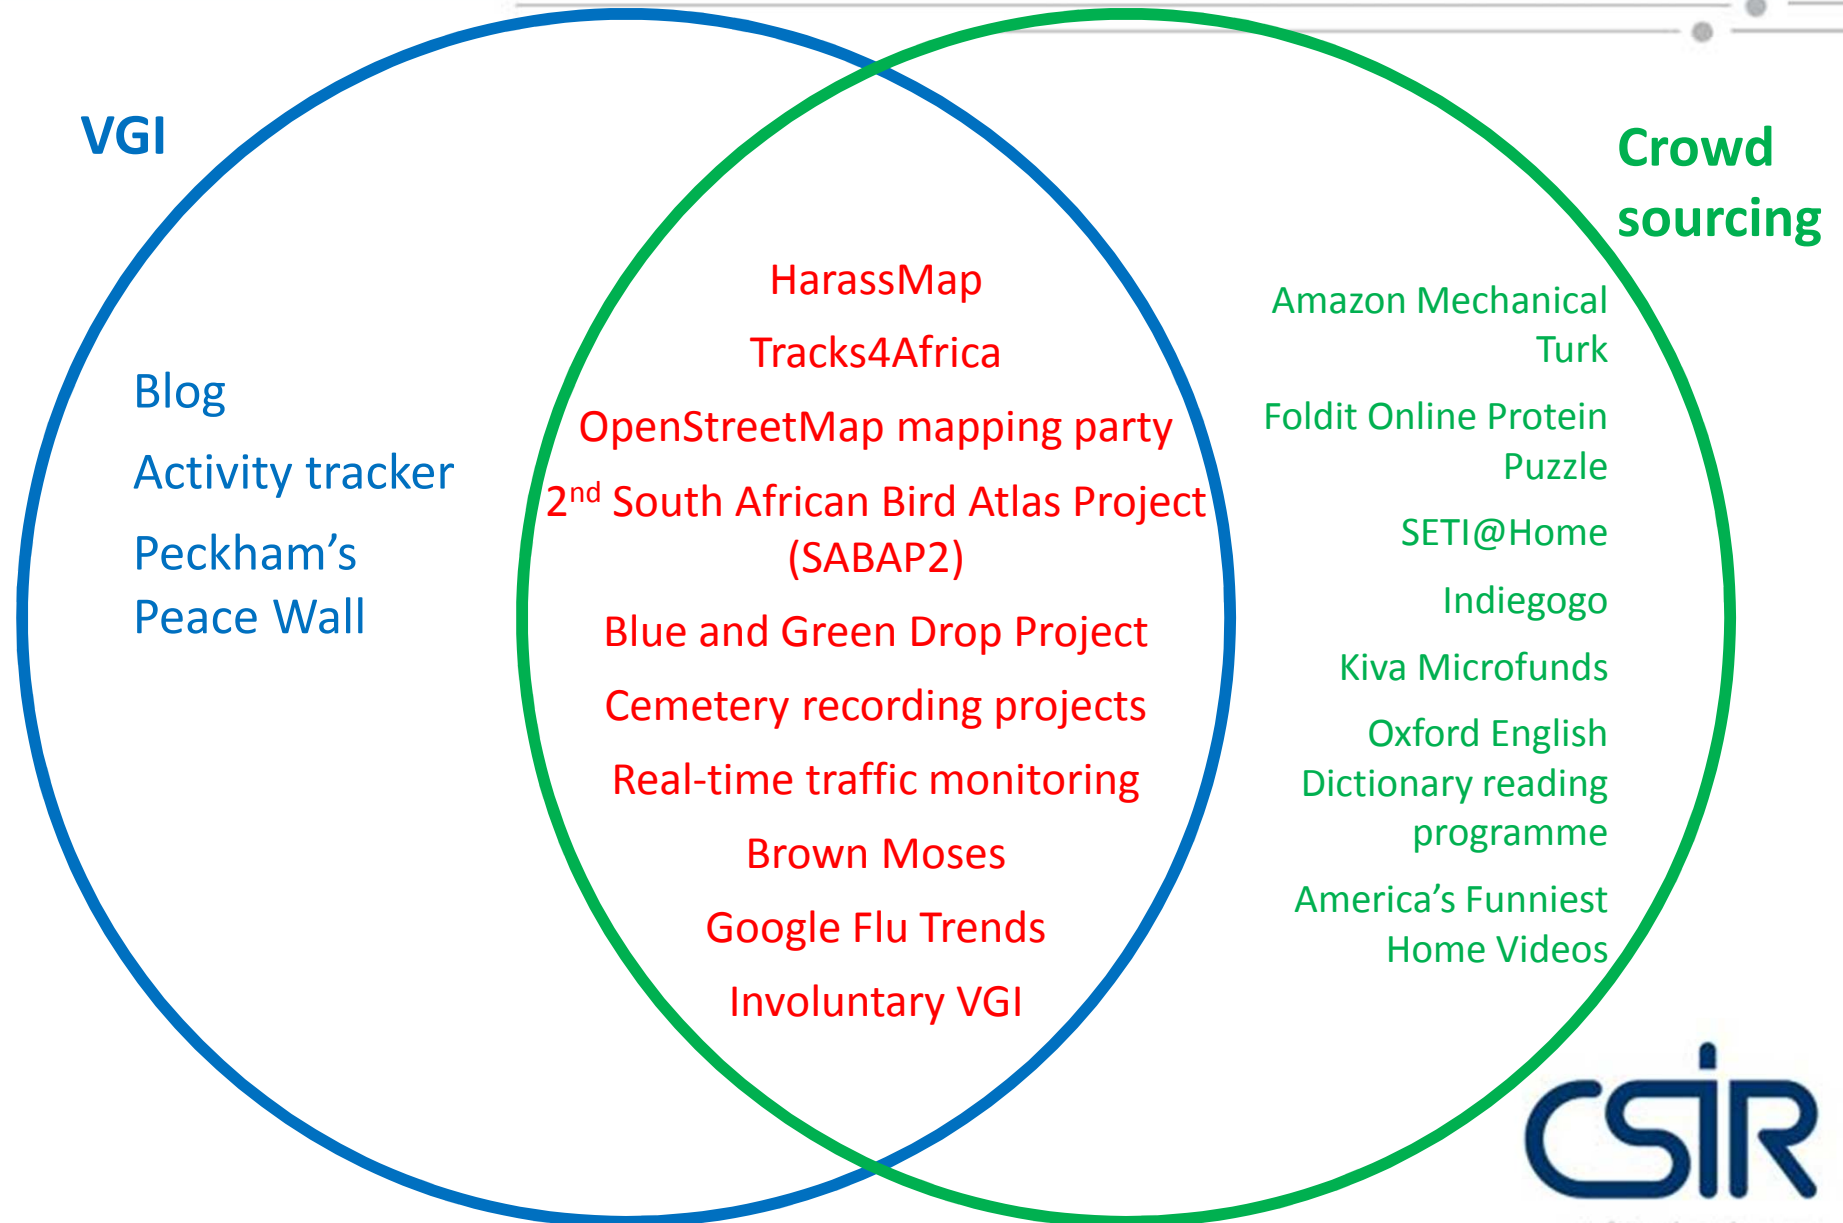 VGI
Crowd
sourcing
Blog
Activity tracker
Peckham’s
Peace Wall
HarassMap
Tracks4Africa
OpenStreetMap mapping party
2nd South African Bird Atlas Project
(SABAP2)
Blue and Green Drop Project
Cemetery recording projects
Real-time traffic monitoring
Brown Moses
Google Flu Trends
Involuntary VGI
Amazon Mechanical
Turk
Foldit Online Protein
Puzzle
SETI@Home
Indiegogo
Kiva Microfunds
Oxford English
Dictionary reading
programme
America’s Funniest
Home Videos
CSIR